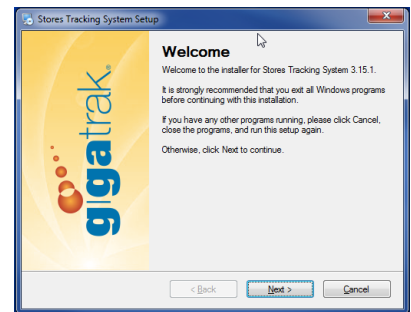 Stores Tracking System Setup
gigatrak.
Welcome
Welcome to the installer for Stores Tracking System 3.15.1.
It is strongly recommended that you exit all Windows programs
before continuing with this installation.
If you have any other programs running, please click Cancel,
close the programs, and run this setup again.
Otherwise, click Next to continue.
< Back Next > Cancel